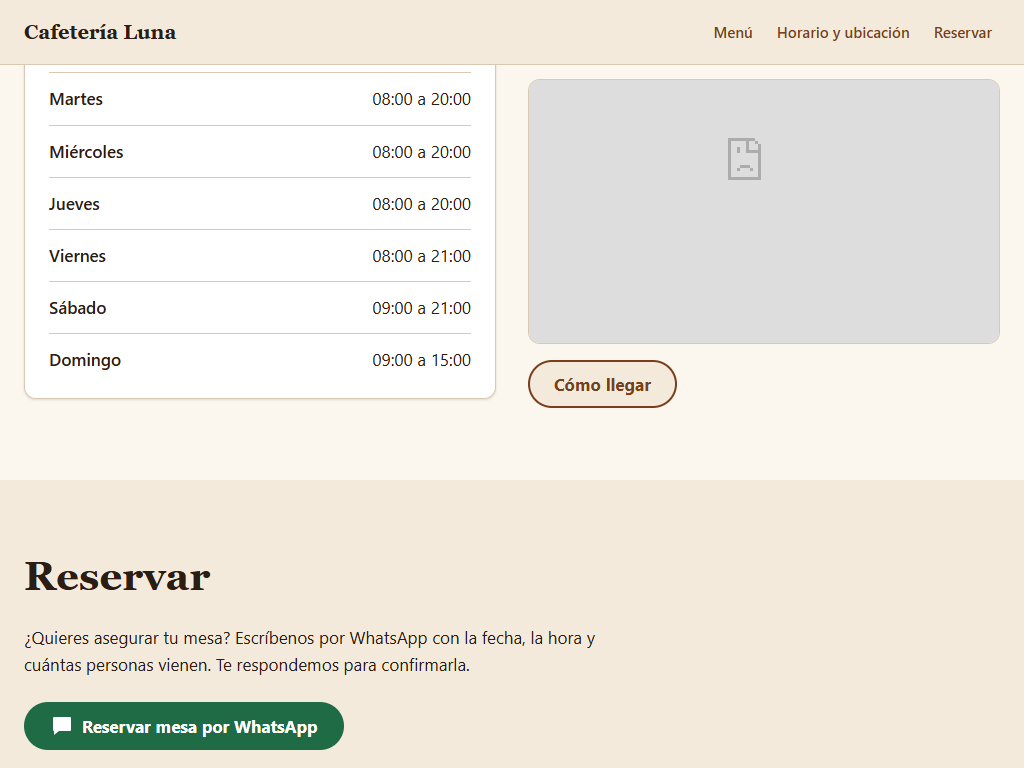 Cafetería Luna
Menú
Horario y ubicación
Reservar
Martes 08:00 a 20:00
Miércoles 08:00 a 20:00
Jueves 08:00 a 20:00
Viernes 08:00 a 21:00
Sábado 09:00 a 21:00
Domingo 09:00 a 15:00
Cómo llegar
Reservar
¿Quieres asegurar tu mesa? Escríbenos por WhatsApp con la fecha, la hora y
cuántas personas vienen. Te respondemos para confirmarla.
Reservar mesa por WhatsApp